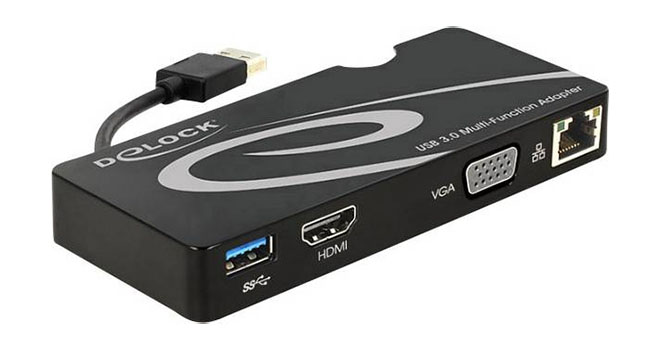 DELOCK
USB 3.0 Multi-Function Adapter
VGA
HDMI
SS